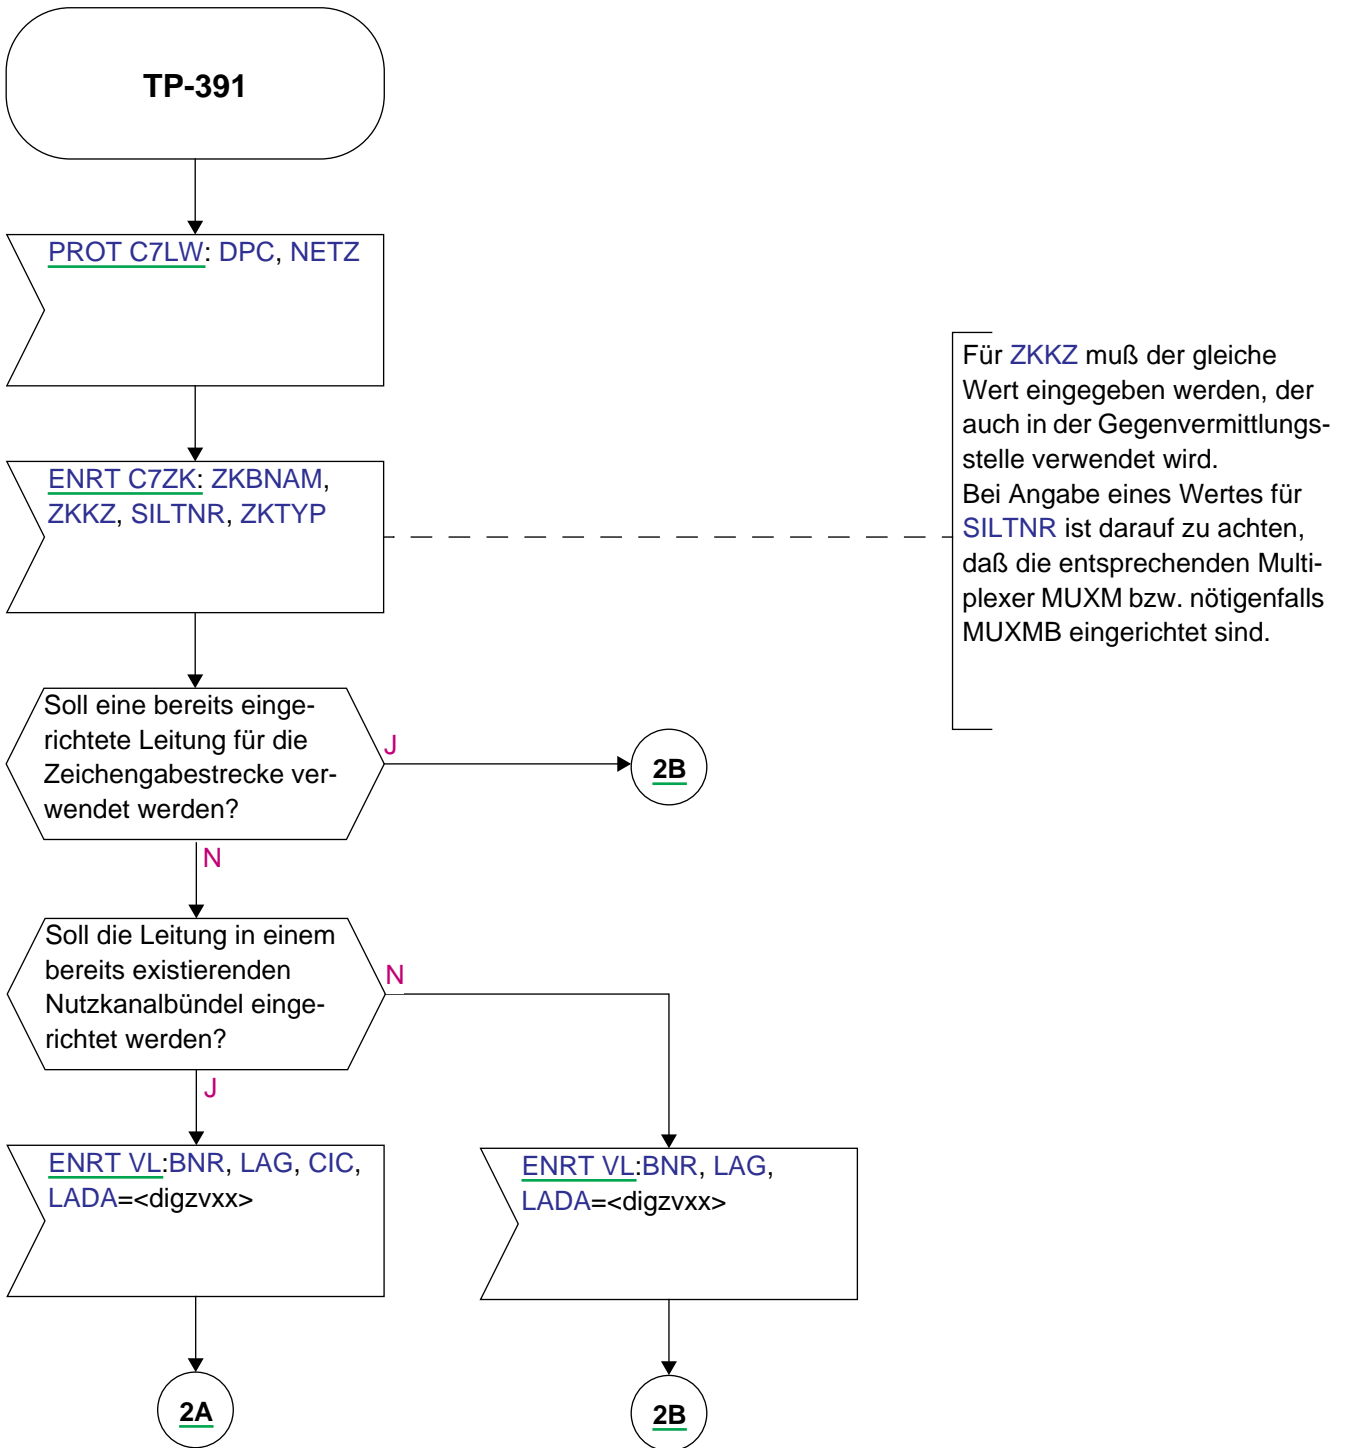 TP-391
PROT C7LW: DPC, NETZ
ENRT C7ZK: ZKBNAM,
ZKKZ, SILTNR, ZKTYP
Für ZKKZ muß der gleiche
Wert eingegeben werden, der
auch in der Gegenvermittlungs-
stelle verwendet wird.
Bei Angabe eines Wertes für
SILTNR ist darauf zu achten,
daß die entsprechenden Multi-
plexer MUXM bzw. nötigenfalls
MUXMB eingerichtet sind.
Soll eine bereits einge-
richtete Leitung für die
Zeichengabestrecke ver-
wendet werden?
J
2B
N
Soll die Leitung in einem
bereits existierenden
Nutzkanalbündel einge-
richtet werden?
N
J
ENRT VL:BNR, LAG, CIC,
LADA=<digzvxx>
ENRT VL:BNR, LAG,
LADA=<digzvxx>
2A
2B